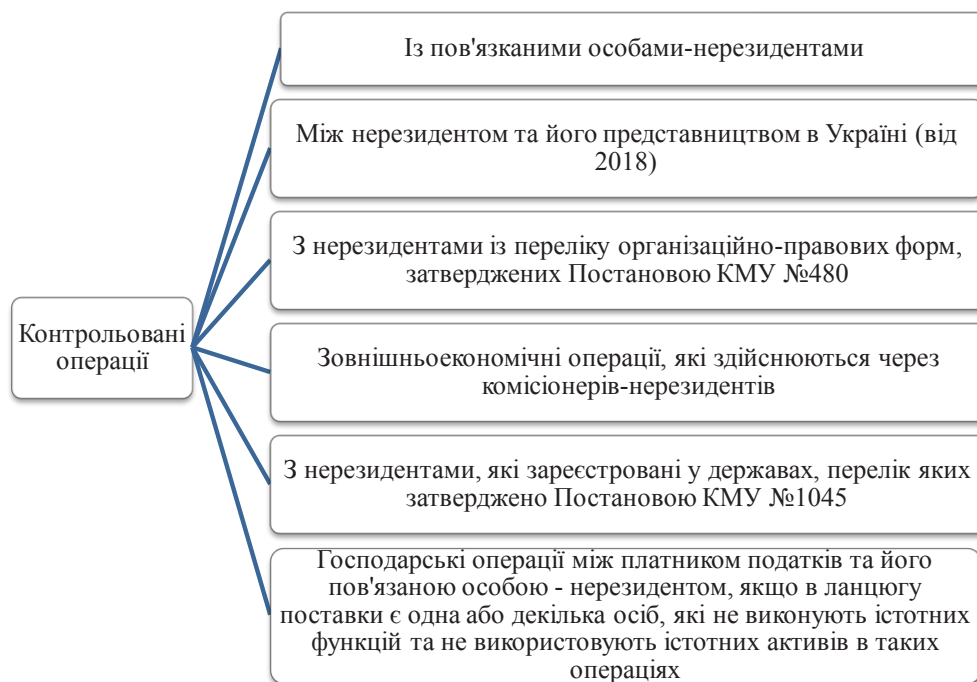 Із пов'язканими особами-нерезидентами
Між нерезидентом та його представництвом в Україні (від
2018)
З нерезидентами із переліку організаційно-правових форм,
затверджених Постановою КМУ №480
Контрольовані
операції
Зовнішньоекономічні операції, які здійснюються через
комісіонерів-нерезидентів
З нерезидентами, які зареєстровані у державах, перелік яких
затверджено Постановою КМУ №1045
Господарські операції між платником податків та його
пов'язаною особою - нерезидентом, якщо в ланцюгу
поставки є одна або декілька осіб, які не виконують істотних
функцій та не використовують істотних активів в таких
операціях